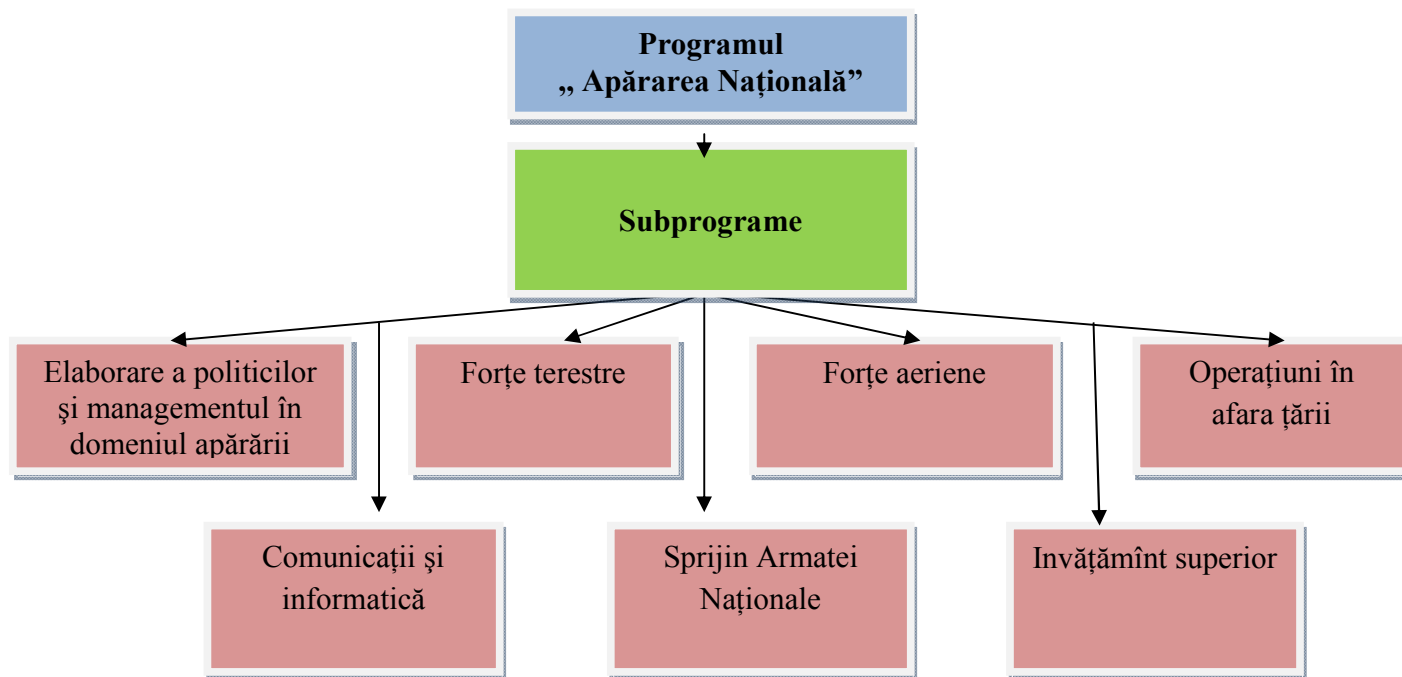 Programul
„ Apărarea Națională”
Subprograme
Elaborare a politicilor
şi managementul în
domeniul apărării
Forțe terestre
Forțe aeriene
Operațiuni în
afara țării
Comunicații şi
informatică
Sprijin Armatei
Naționale
Invățămînt superior